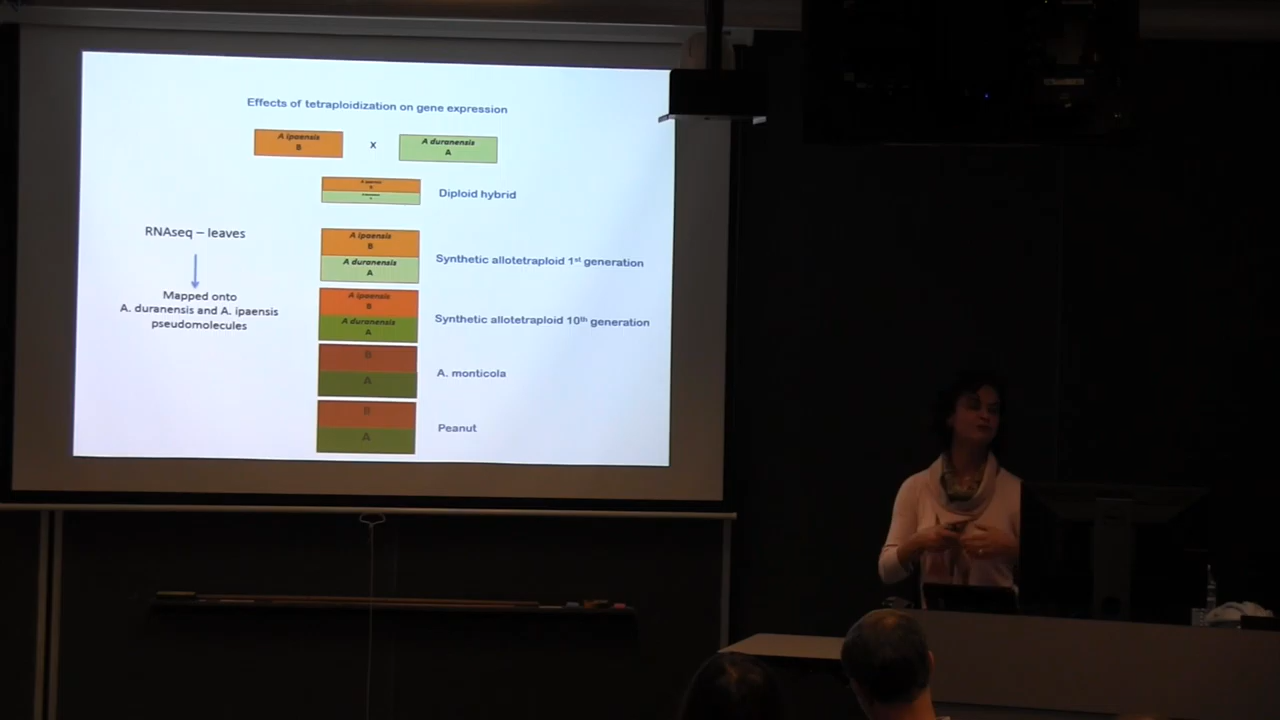 Effects of tetraploidization on gene expression
A ipaensis
B
X
A duranensis
A
Diploid hybrid
RNAseq – leaves
A ipaensis
B
A duranensis
A
Synthetic allotetraploid 1st generation
Mapped onto
A. duranensis and A. ipaensis
pseudomolecules
A ipaensis
B
A duranensis
A
Synthetic allotetraploid 10th generation
B
A
A. monticola
B
A
Peanut